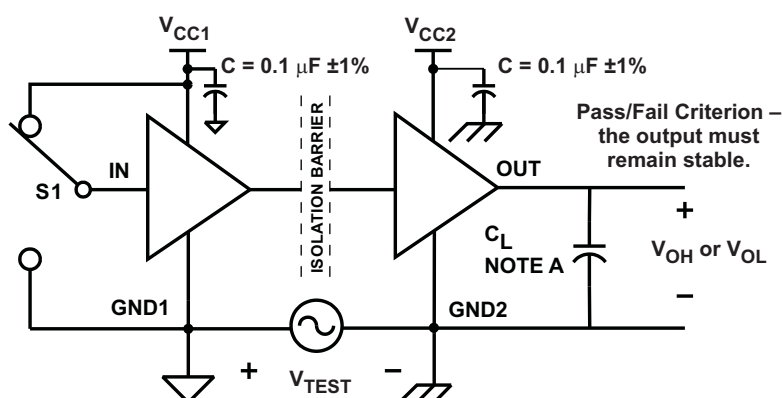 VCC1
C = 0.1 μF ±1%
VCC2
C = 0.1 μF ±1%
Pass/Fail Criterion –
the output must
remain stable.
IN
S1
ISOLATION BARRIER
OUT
+
CL
NOTE A
VOH or VOL
–
GND1
GND2
+
VTEST
–